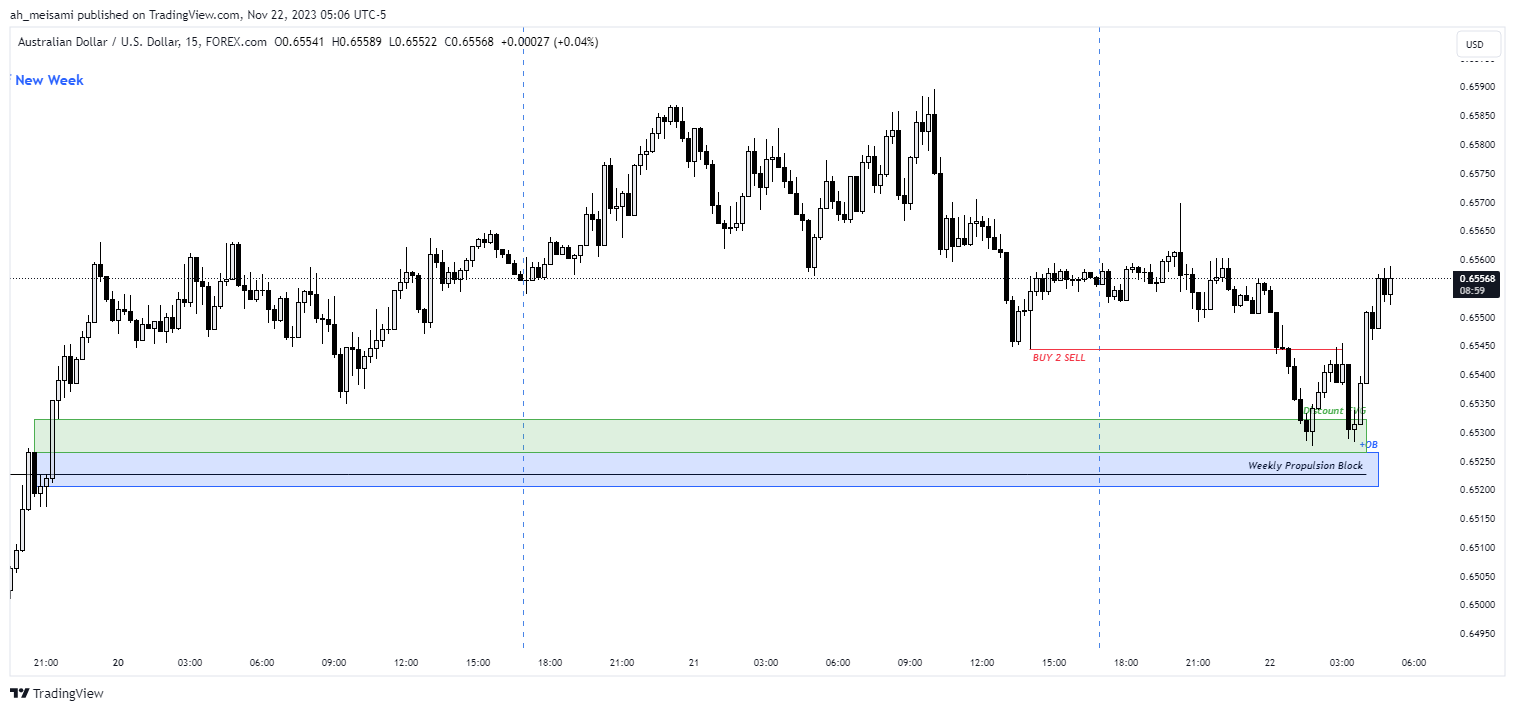 ah_meisami published on TradingView.com, Nov 22, 2023 05:06 UTC-5
Australian Dollar / U.S. Dollar, 15, FOREX.com O0.65541 H0.65589 L0.65522 C0.65568 +0.00027 (+0.04%)
USD
New Week
0.65900
0.65850
0.65800
0.65750
0.65700
0.65650
0.65600
0.65568
08:59
0.65500
0.65450
BUY 2 SELL
0.65400
0.65350
Discount FVG
0.65300
+OB
0.65250
Weekly Propulsion Block
0.65200
0.65150
0.65100
0.65050
0.65000
0.64950
21:00 20 03:00 06:00 09:00 12:00 15:00 18:00 21:00 21 03:00 06:00 09:00 12:00 15:00 18:00 21:00 22 03:00 06:00
TradingView